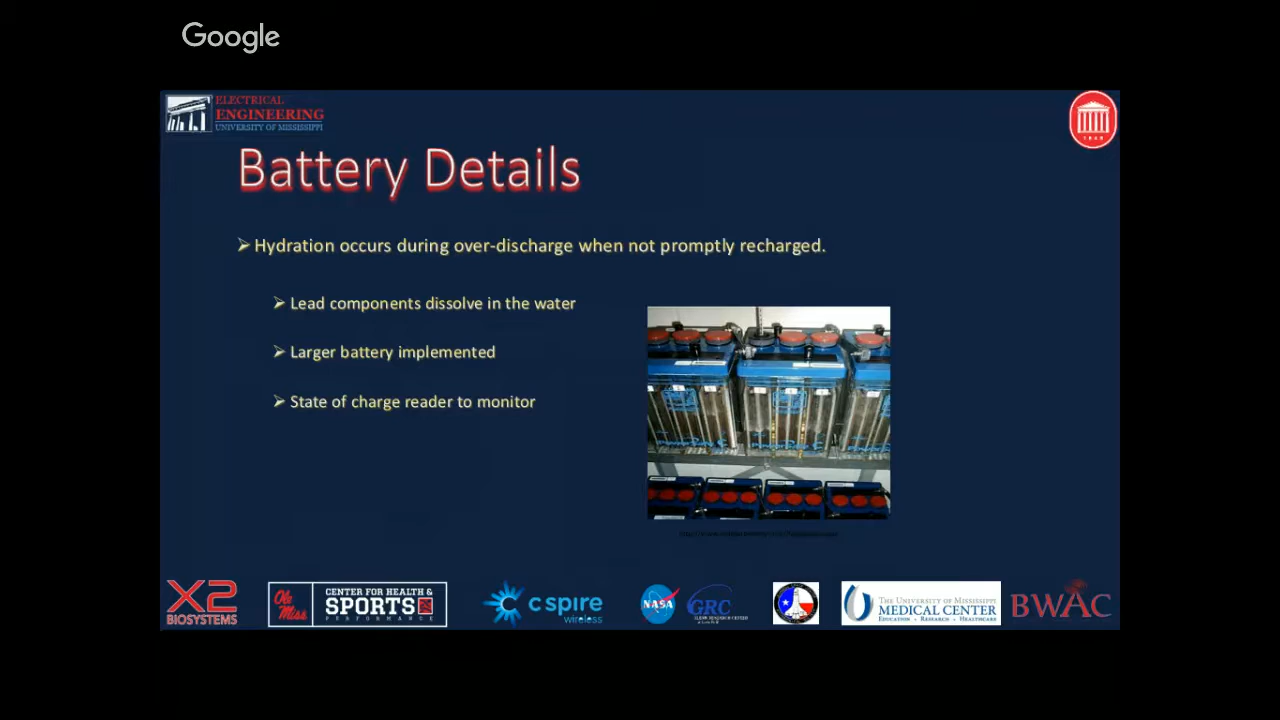 Google
ELECTRICAL
ENGINEERING
UNIVERSITY OF MISSISSIPPI
1848
Battery Details
Hydration occurs during over-discharge when not promptly recharged.
Lead components dissolve in the water
Larger battery implemented
State of charge reader to monitor
X2
BIOSYSTEMS
Ole Miss
CENTER FOR HEALTH &
SPORTS
PERFORMANCE
c spire
wireless
NASA
GRC
THE UNIVERSITY OF MISSISSIPPI
MEDICAL CENTER
EDUCATION • RESEARCH • HEALTHCARE
BWAC